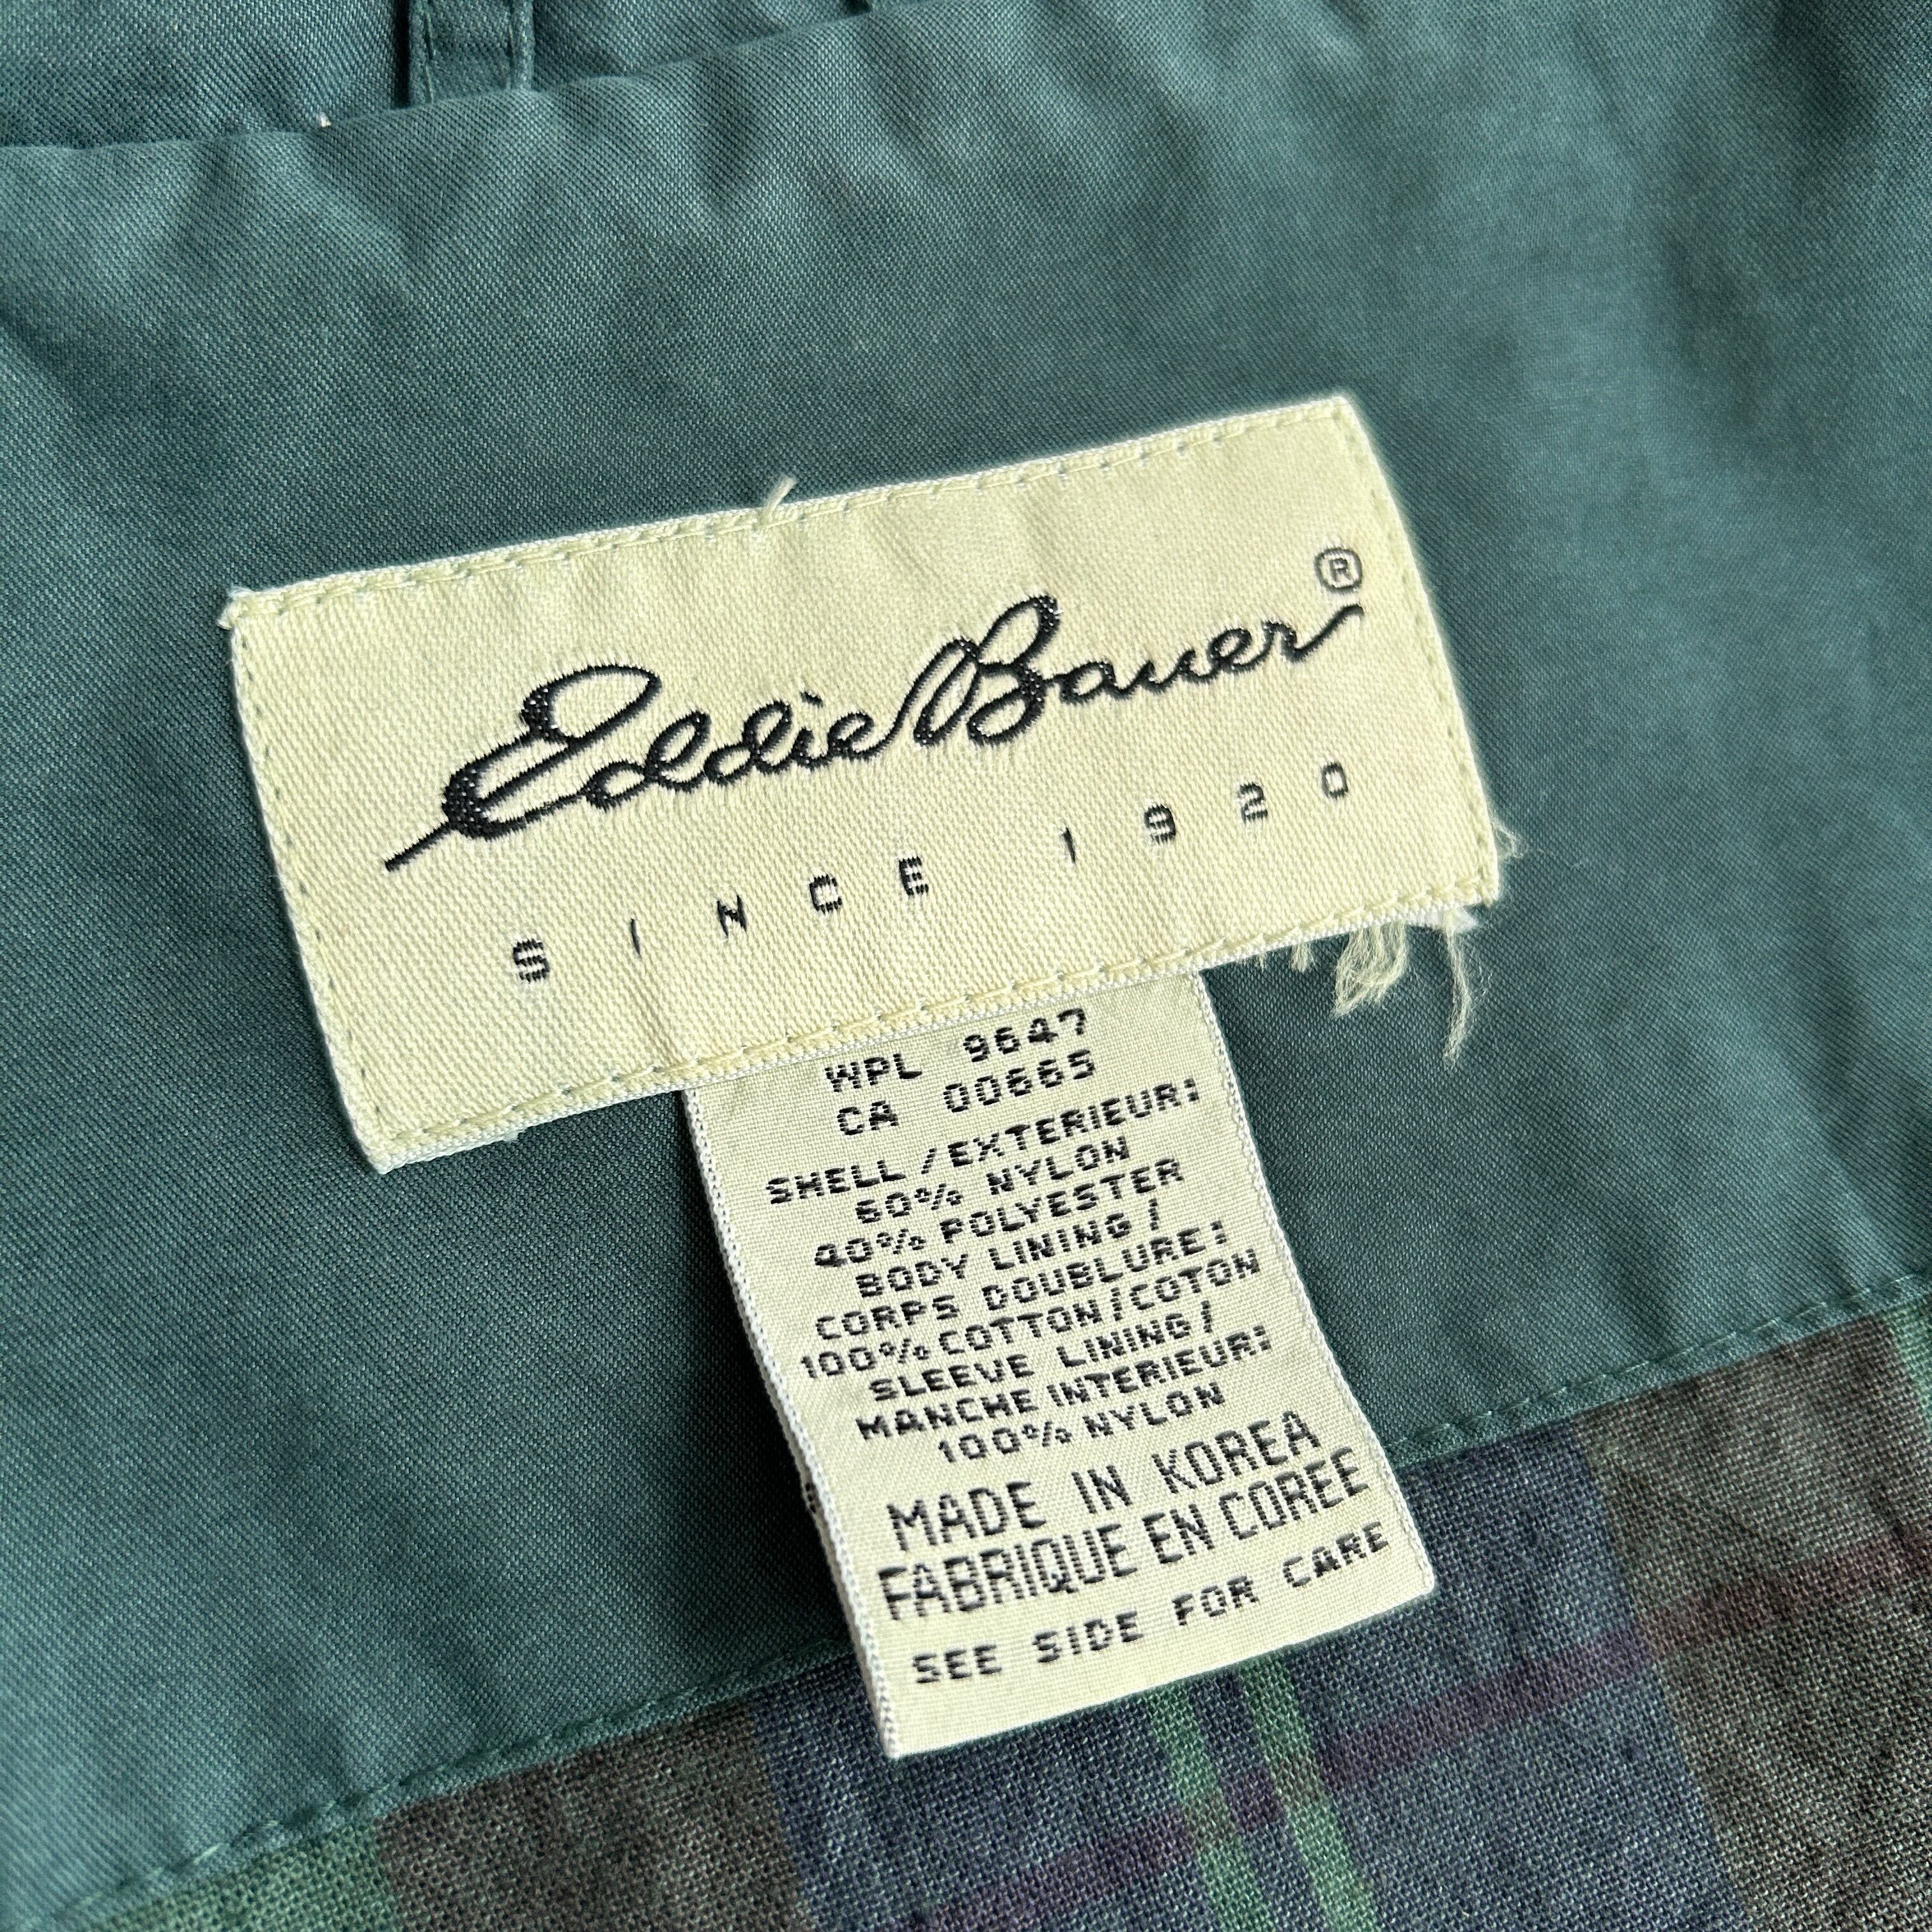 Eddie Bauer®
SINCE 1920
WPL 9647
CA 00665
SHELL/EXTERIEUR:
60% NYLON
40% POLYESTER
BODY LINING/
CORPS DOUBLURE:
100% COTTON/COTON
SLEEVE LINING/
MANCHE INTERIEUR:
100% NYLON
MADE IN KOREA
FABRIQUE EN COREE
SEE SIDE FOR CARE